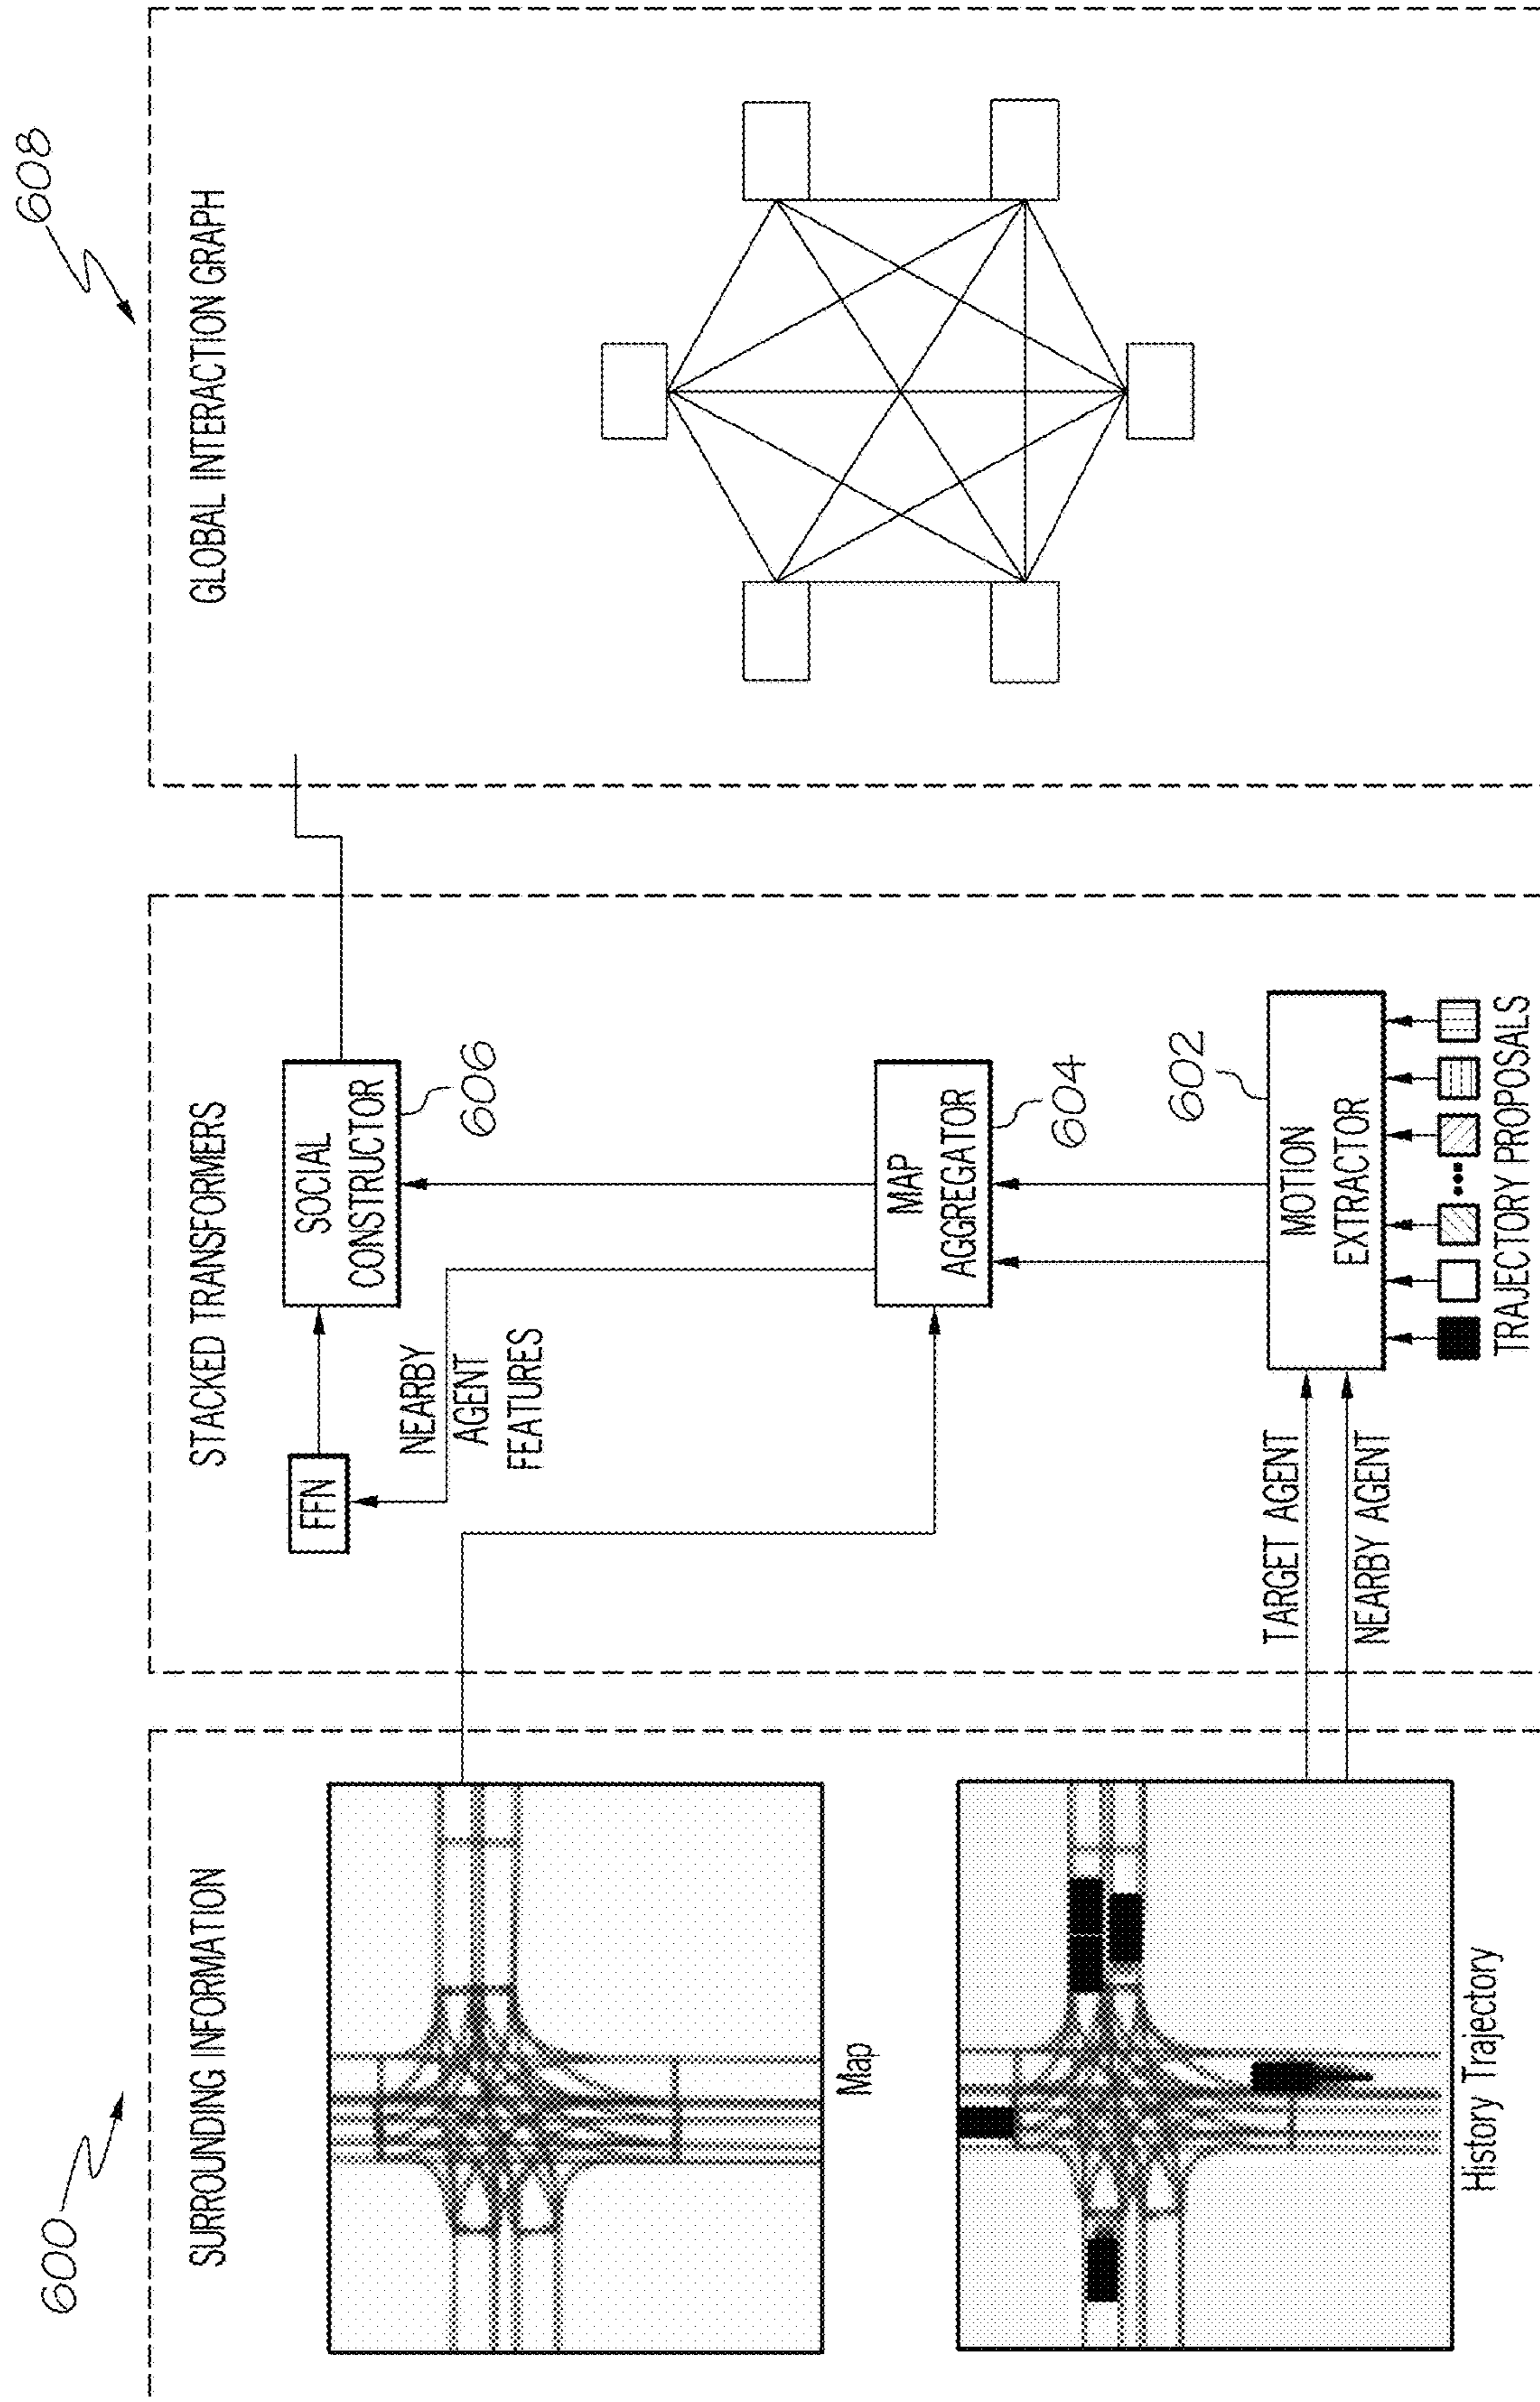 600
608
SURROUNDING INFORMATION
Map
History Trajectory
STACKED TRANSFORMERS
FFN
SOCIAL
CONSTRUCTOR
606
NEARBY
AGENT
FEATURES
MAP
AGGREGATOR
604
602
TARGET AGENT
NEARBY AGENT
MOTION
EXTRACTOR
TRAJECTORY PROPOSALS
GLOBAL INTERACTION GRAPH